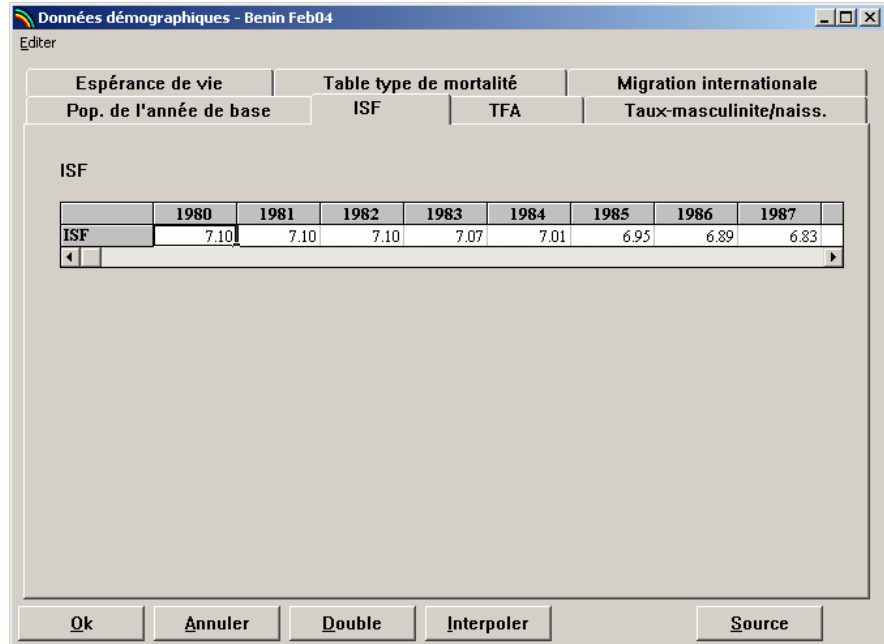 Données démographiques - Benin Feb04
Editer
Espérance de vie Table type de mortalité Migration internationale
Pop. de l'année de base ISF TFA Taux-masculinite/naiss.
ISF
1980 1981 1982 1983 1984 1985 1986 1987
ISF 7.10 7.10 7.10 7.07 7.01 6.95 6.89 6.83
Ok Annuler Double Interpoler Source